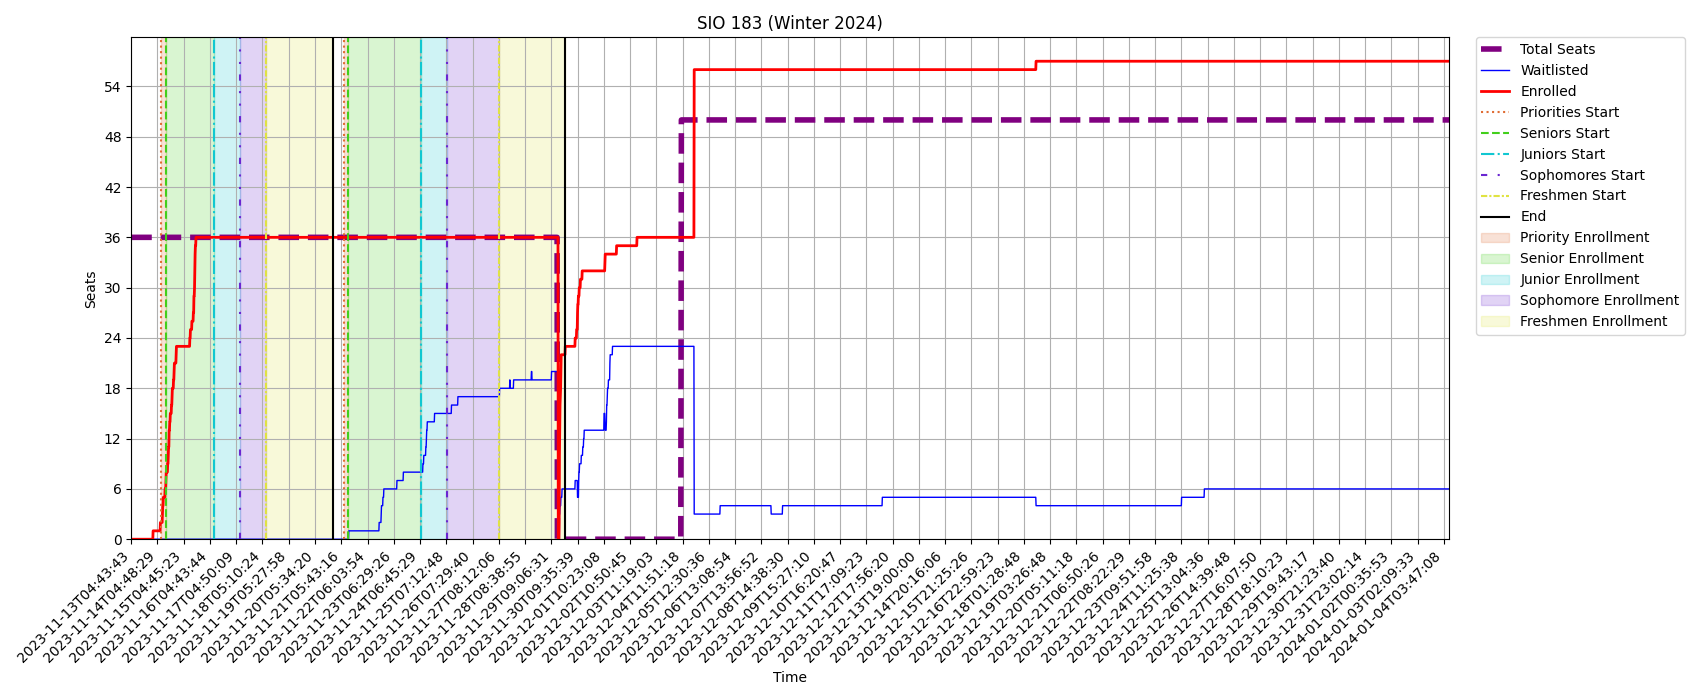 SIO 183 (Winter 2024)
Seats
54
48
42
36
30
24
18
12
6
0
2023-11-13T04:43:43
2023-11-14T04:48:29
2023-11-15T04:45:23
2023-11-16T04:43:44
2023-11-17T04:50:09
2023-11-18T05:10:24
2023-11-19T05:27:58
2023-11-20T05:34:20
2023-11-21T05:43:16
2023-11-22T06:03:54
2023-11-23T06:29:26
2023-11-24T06:45:29
2023-11-25T07:12:48
2023-11-26T07:29:40
2023-11-27T08:12:06
2023-11-28T08:38:55
2023-11-29T09:06:31
2023-11-30T09:35:39
2023-12-01T10:23:08
2023-12-02T10:50:45
2023-12-03T11:19:03
2023-12-04T11:51:18
2023-12-05T12:30:36
2023-12-06T13:08:54
2023-12-07T13:56:52
2023-12-08T14:38:30
2023-12-09T15:27:10
2023-12-10T16:20:47
2023-12-11T17:09:23
2023-12-12T17:56:20
2023-12-13T19:00:00
2023-12-14T20:16:06
2023-12-15T21:25:26
2023-12-16T22:59:23
2023-12-18T01:28:48
2023-12-19T03:26:48
2023-12-20T05:11:18
2023-12-21T06:50:26
2023-12-22T08:22:29
2023-12-23T09:51:58
2023-12-24T11:25:38
2023-12-25T13:04:36
2023-12-26T14:39:48
2023-12-27T16:07:50
2023-12-28T18:10:23
2023-12-29T19:43:17
2023-12-30T21:23:40
2023-12-31T23:02:14
2024-01-02T00:35:53
2024-01-03T02:09:33
2024-01-04T03:47:08
Time
Total Seats
Waitlisted
Enrolled
Priorities Start
Seniors Start
Juniors Start
Sophomores Start
Freshmen Start
End
Priority Enrollment
Senior Enrollment
Junior Enrollment
Sophomore Enrollment
Freshmen Enrollment